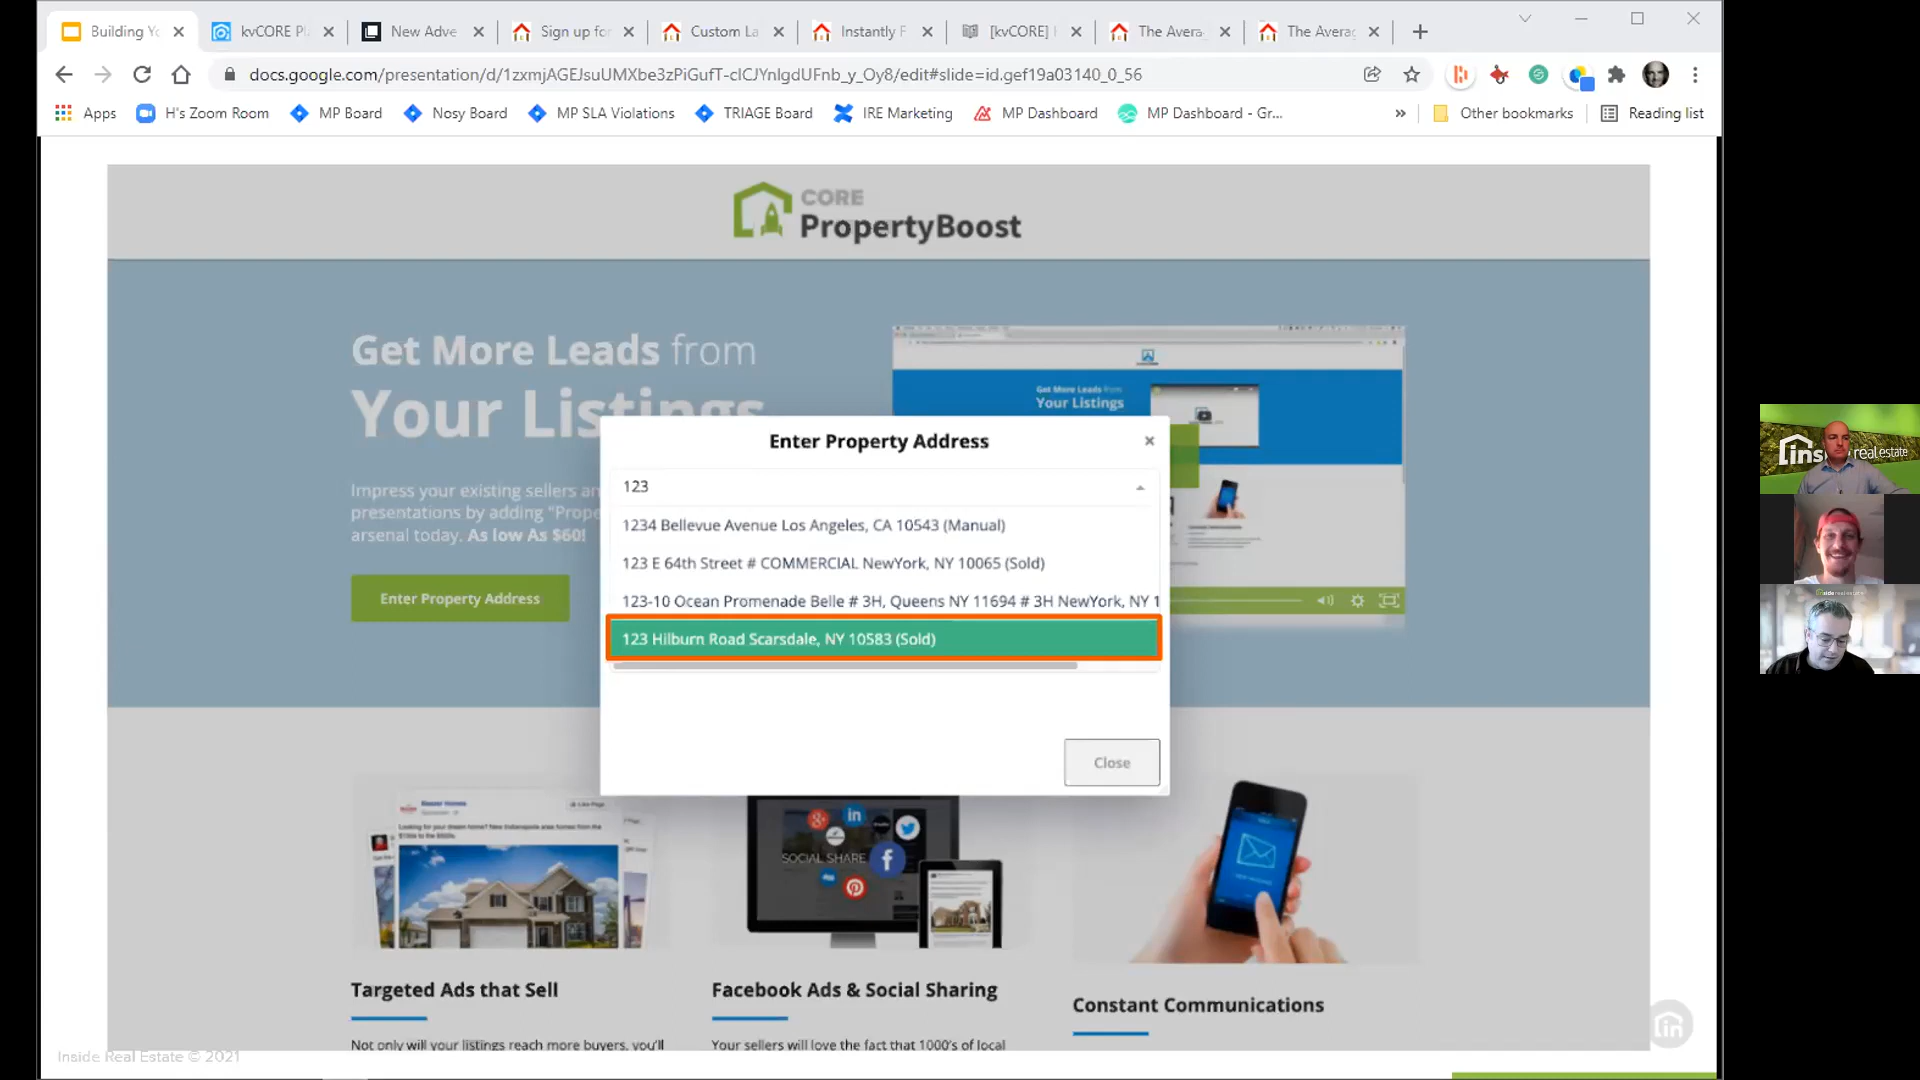 Building Yo
kvCORE Pl
New Adve
Sign up for
Custom La
Instantly F
[kvCORE]
The Avera
The Averag
docs.google.com/presentation/d/1zxmjAGEJsuUMXbe3zPiGufT-cICJYnlgdUFnb_y_Oy8/edit#slide=id.gef19a03140_0_56
Apps
H's Zoom Room
MP Board
Nosy Board
MP SLA Violations
TRIAGE Board
IRE Marketing
MP Dashboard
MP Dashboard - Gr...
»
Other bookmarks
Reading list
CORE
PropertyBoost
Get More Leads from
Your Listings
Impress your existing sellers an
presentations by adding "Prope
arsenal today. As low As $60!
Enter Property Address
Get More Leads from
Your Listings
Enter Property Address
×
123
1234 Bellevue Avenue Los Angeles, CA 10543 (Manual)
123 E 64th Street # COMMERCIAL NewYork, NY 10065 (Sold)
123-10 Ocean Promenade Belle # 3H, Queens NY 11694 # 3H NewYork, NY 1
123 Hilburn Road Scarsdale, NY 10583 (Sold)
Close
SOCIAL SHARE
Targeted Ads that Sell
Not only will your listings reach more buyers, you'll
Facebook Ads & Social Sharing
Your sellers will love the fact that 1000's of local
Constant Communications
Inside Real Estate © 2021
in
ins
real estate